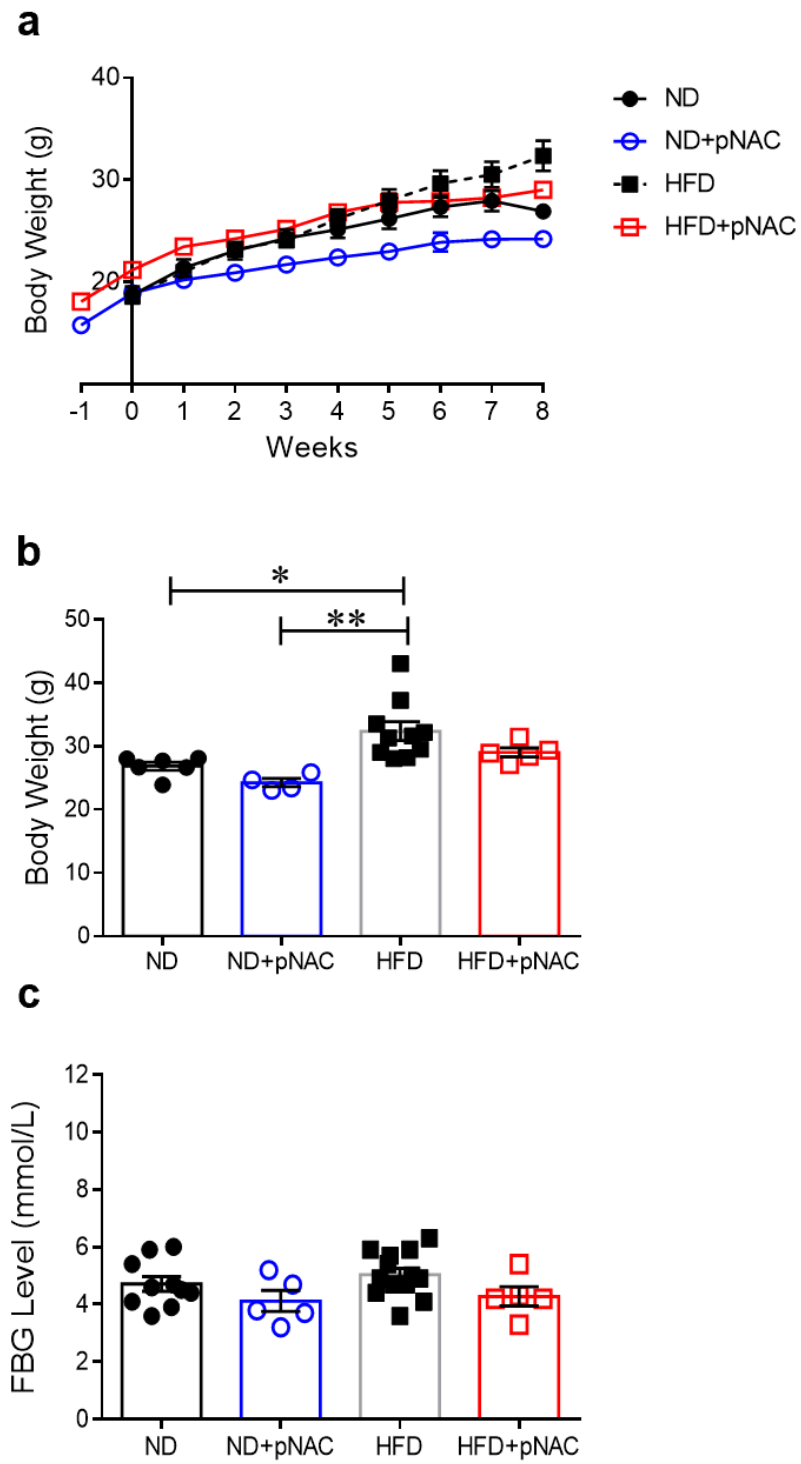 a
40
30
20
Body Weight (g)
-1 0 1 2 3 4 5 6 7 8
Weeks
ND
ND+pNAC
HFD
HFD+pNAC
b
*
**
50
40
30
20
10
0
Body Weight (g)
ND ND+pNAC HFD HFD+pNAC
c
12
10
8
6
4
2
0
FBG Level (mmol/L)
ND ND+pNAC HFD HFD+pNAC